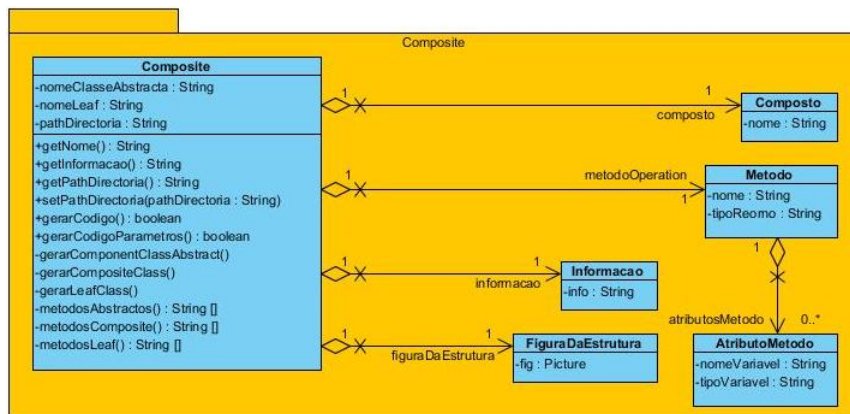 Composite
Composite
-nomeClasseAbstracta : String
-nomeLeaf : String
-pathDirectoria : String
+getNome() : String
+getInformacao() : String
+getPathDirectoria() : String
+setPathDirectoria(pathDirectoria : String)
+gerarCodigo() : boolean
+gerarCodigoParametros() : boolean
-gerarComponentClassAbstract()
-gerarCompositeClass()
-gerarLeafClass()
-metodosAbstractos() : String []
-metodosComposite() : String []
-metodosLeaf() : String []
1
1
composto
Composto
-nome : String
1
metodoOperation
1
Metodo
-nome : String
-tipoReorno : String
1
1
1
informacao
Informacao
-info : String
atributosMetodo
0..*
1
1
figuraDaEstrutura
FiguraDaEstrutura
-fig : Picture
AtributoMetodo
-nomeVariavel : String
-tipoVariavel : String